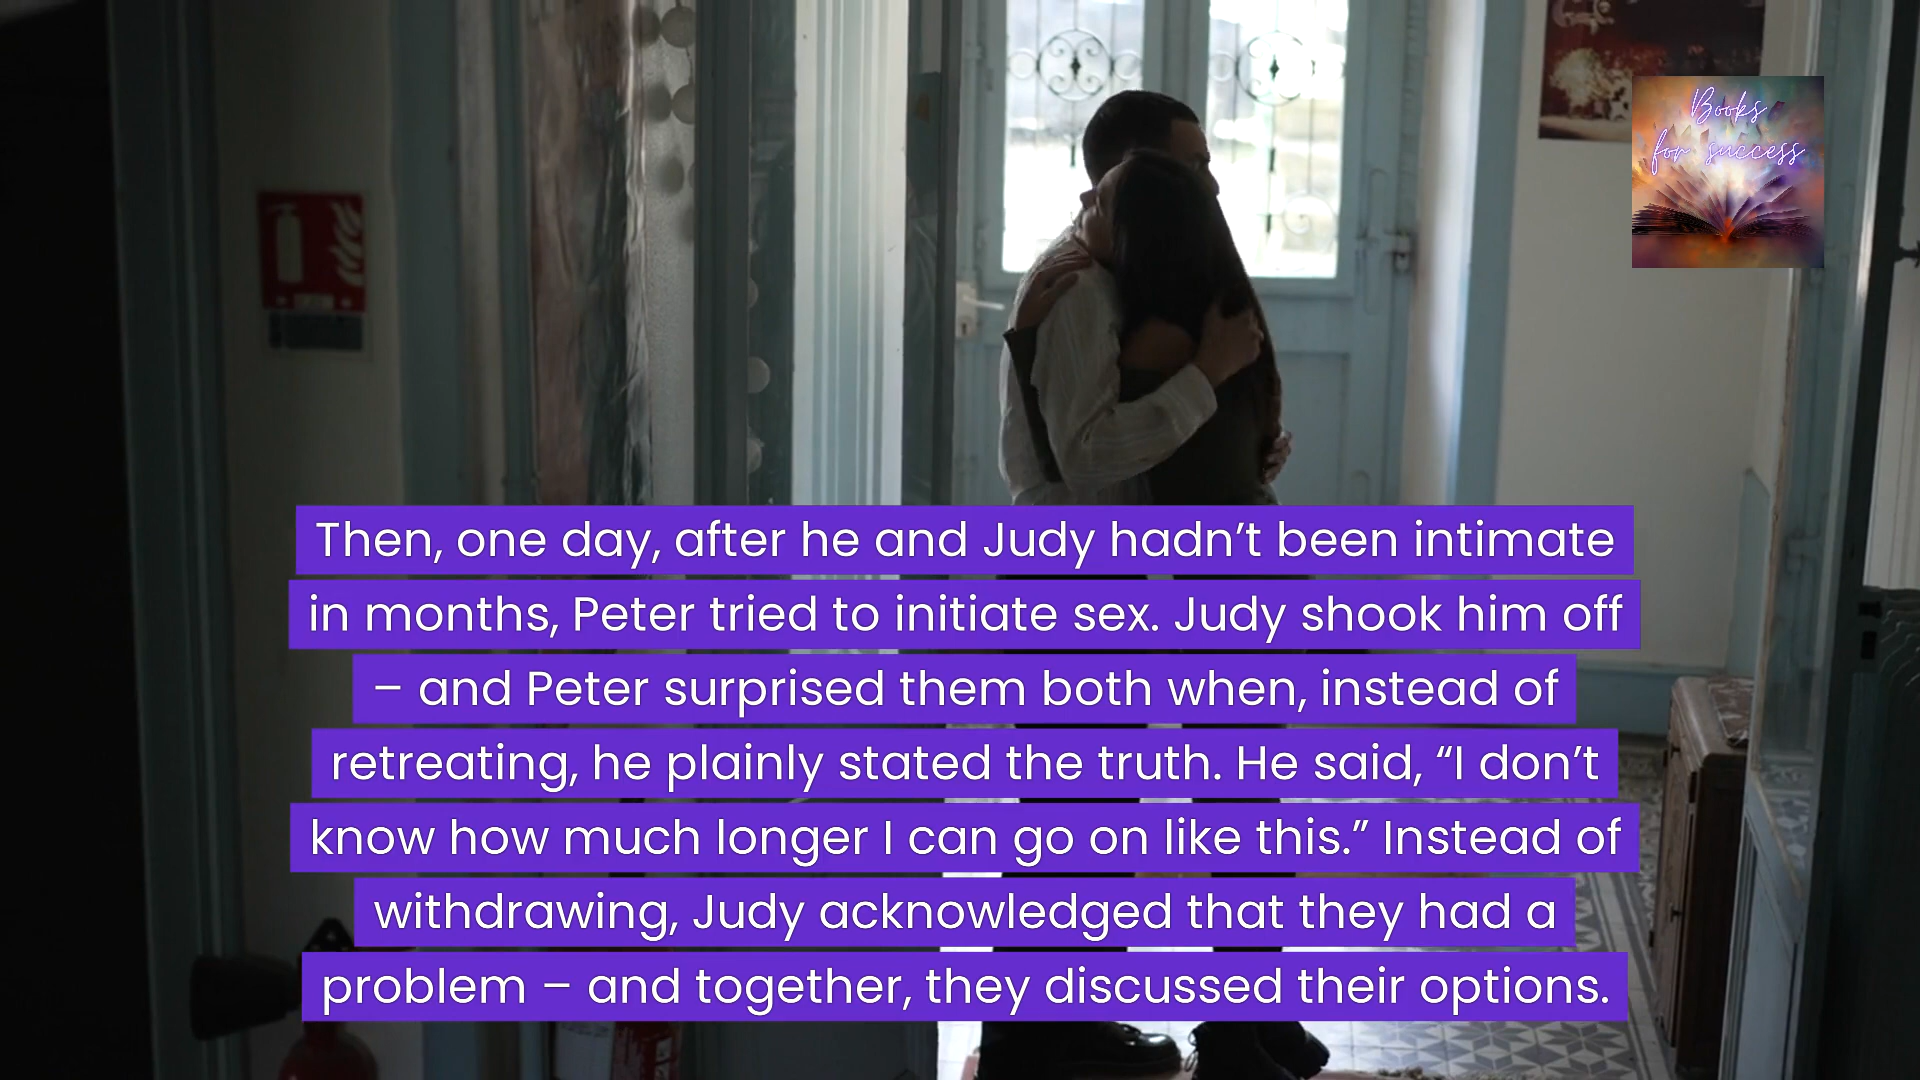 Books
for success
Then, one day, after he and Judy hadn’t been intimate
in months, Peter tried to initiate sex. Judy shook him off
– and Peter surprised them both when, instead of
retreating, he plainly stated the truth. He said, “I don’t
know how much longer I can go on like this.” Instead of
withdrawing, Judy acknowledged that they had a
problem – and together, they discussed their options.